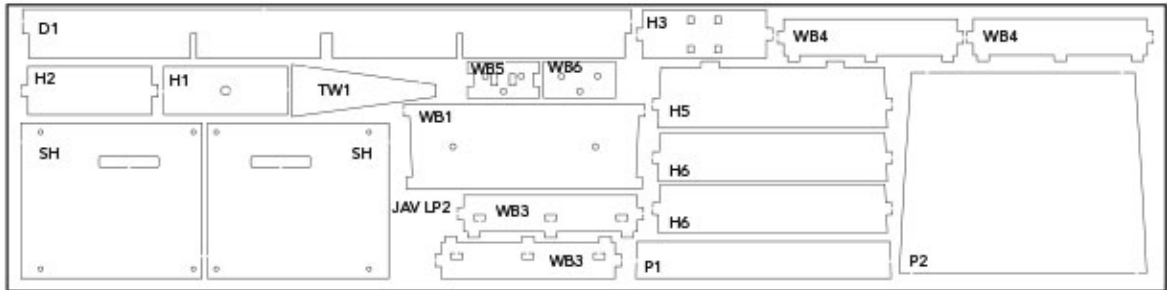 D1
H3
WB4
WB4
H2
H1
TW1
WB5
WB6
H5
WB1
SH
SH
H6
H6
JAV LP2
WB3
WB3
P1
P2